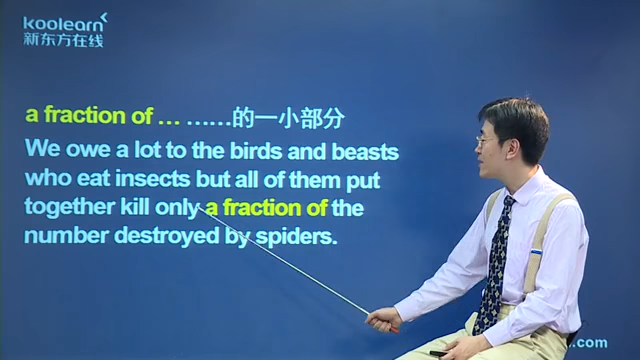 koolearn
新东方在线
a fraction of … ……的一小部分
We owe a lot to the birds and beasts
who eat insects but all of them put
together kill only a fraction of the
number destroyed by spiders.
.com